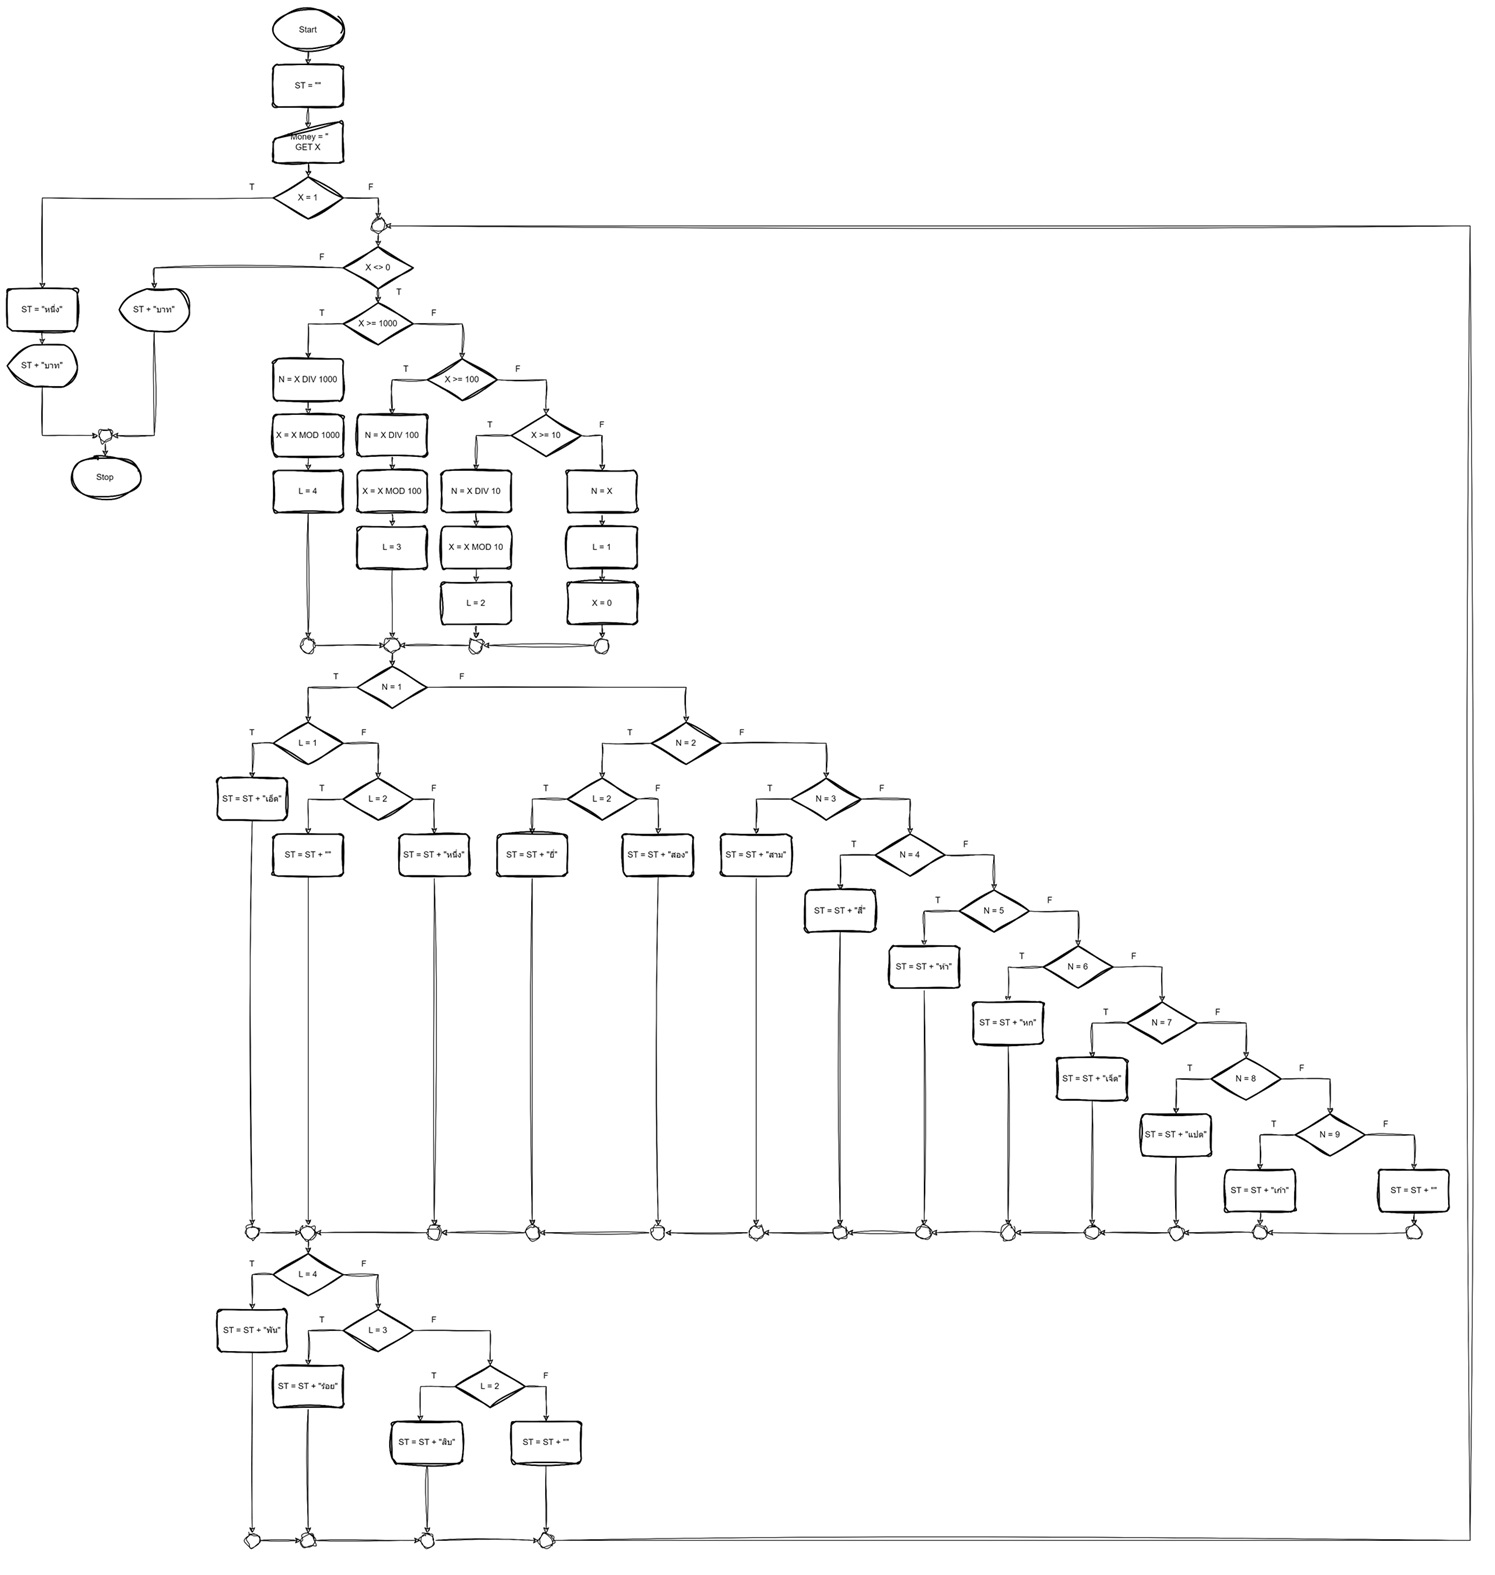 Start
ST = ""
Money = "
GET X
T
F
X = 1
F
X <> 0
T
ST = "หนึ่ง"
ST + "บาท"
T
F
X >= 1000
ST + "บาท"
N = X DIV 1000
T
F
X >= 100
X = X MOD 1000
N = X DIV 100
T
F
X >= 10
Stop
L = 4
X = X MOD 100
N = X DIV 10
N = X
L = 3
X = X MOD 10
L = 1
L = 2
X = 0
T
F
N = 1
T
F
L = 1
T
F
N = 2
ST = ST + "เอ็ด"
T
F
L = 2
T
F
L = 2
T
F
N = 3
ST = ST + ""
ST = ST + "หนึ่ง"
ST = ST + "ยี่"
ST = ST + "สอง"
ST = ST + "สาม"
T
F
N = 4
ST = ST + "สี่"
T
F
N = 5
ST = ST + "ห่า"
T
F
N = 6
ST = ST + "หก"
T
F
N = 7
ST = ST + "เจ็ด"
T
F
N = 8
ST = ST + "แปด"
T
F
N = 9
ST = ST + "เก่า"
ST = ST + ""
T
F
L = 4
ST = ST + "พัน"
T
F
L = 3
ST = ST + "ร่อย"
T
F
L = 2
ST = ST + "สิบ"
ST = ST + ""